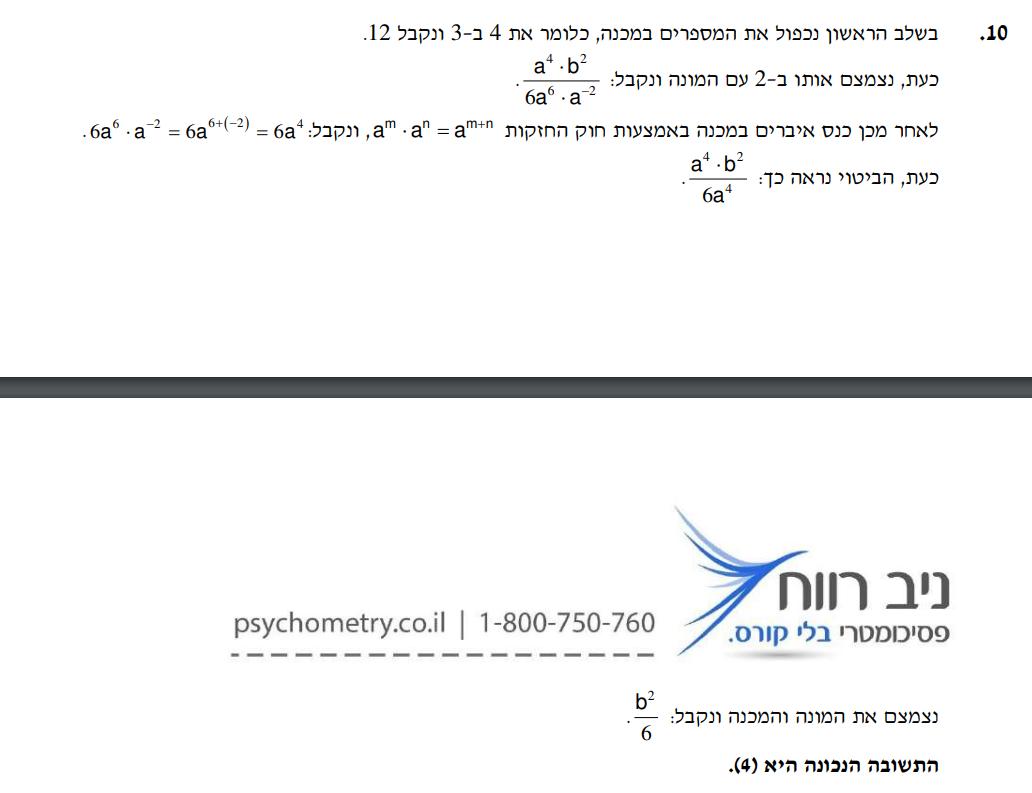 10. בשלב הראשון נכפול את המספרים במכנה, כלומר את 4 ב-3 ונקבל 12.
כעת, נצמצם אותו ב-2 עם המונה ונקבל: \frac{a^4 \cdot b^2}{6a^6 \cdot a^{-2}}.
לאחר מכן כנס איברים במכנה באמצעות חוק החזקות a^m \cdot a^n = a^{m+n}, ונקבל: 6a^6 \cdot a^{-2} = 6a^{6+(-2)} = 6a^4.
כעת, הביטוי נראה כך: \frac{a^4 \cdot b^2}{6a^4}.
ניב רווח
פסיכומטרי בלי קורס.
psychometry.co.il | 1-800-750-760
נצמצם את המונה והמכנה ונקבל: \frac{b^2}{6}.
התשובה הנכונה היא (4).